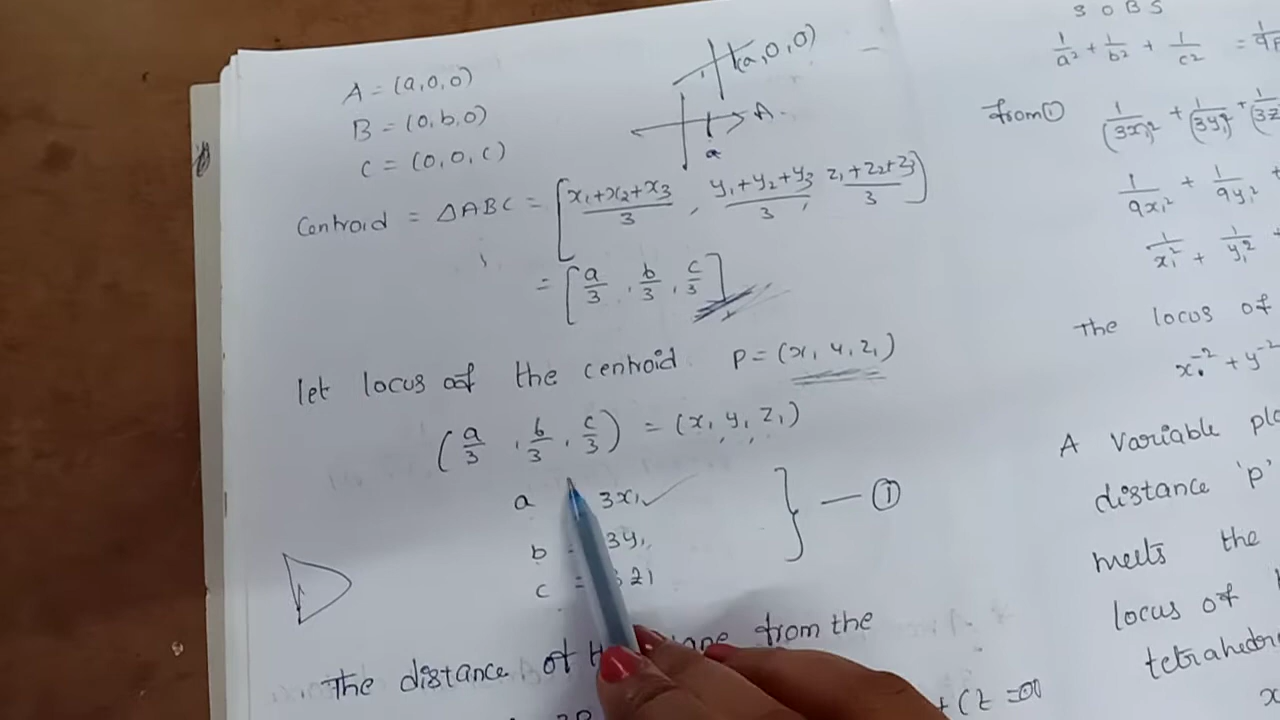 A = (a,0,0)
B = (0,b,0)
C = (0,0,c)
(a,0,0)
A
a
Centroid = ΔABC = [x₁+x₂+x₃/3 , y₁+y₂+y₃/3 , z₁+z₂+z₃/3]
= [a/3 , b/3 , c/3]
let locus of the centroid. P = (x₁ y₁ z₁)
(a/3 , b/3 , c/3) = (x₁ y₁ z₁)
a 3x₁ ✓
b = 3y₁
c = 3z₁
} — ①
The distance of from the
SOBS
1/a² + 1/b² + 1/c² =
from ① 1/(3x₁)² + 1/(3y₁)² +
1/9x₁² + 1/9y₁² +
1/x₁² + 1/y₁² +
The locus of
x⁻² + y⁻²
A variable
distance 'p'
meets the
locus of